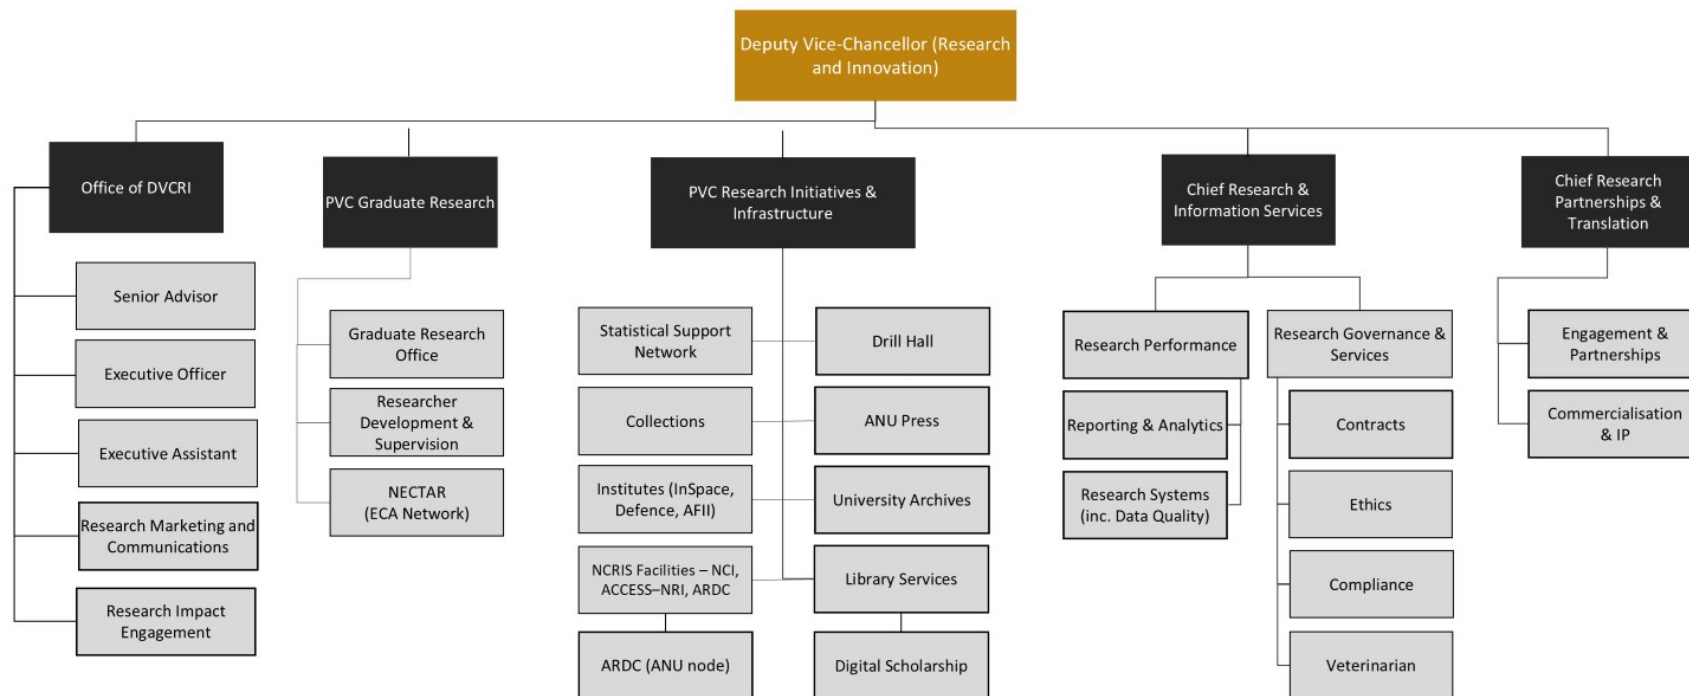 Deputy Vice-Chancellor (Research
and Innovation)
Office of DVCRI
PVC Graduate Research
PVC Research Initiatives &
Infrastructure
Chief Research &
Information Services
Chief Research
Partnerships &
Translation
Senior Advisor
Executive Officer
Executive Assistant
Research Marketing and
Communications
Research Impact
Engagement
Graduate Research
Office
Researcher
Development &
Supervision
NECTAR
(ECA Network)
Statistical Support
Network
Collections
Institutes (InSpace,
Defence, AFII)
NCRIS Facilities – NCI,
ACCESS–NRI, ARDC
ARDC (ANU node)
Drill Hall
ANU Press
University Archives
Library Services
Digital Scholarship
Research Performance
Reporting & Analytics
Research Systems
(inc. Data Quality)
Research Governance &
Services
Contracts
Ethics
Compliance
Veterinarian
Engagement &
Partnerships
Commercialisation
& IP